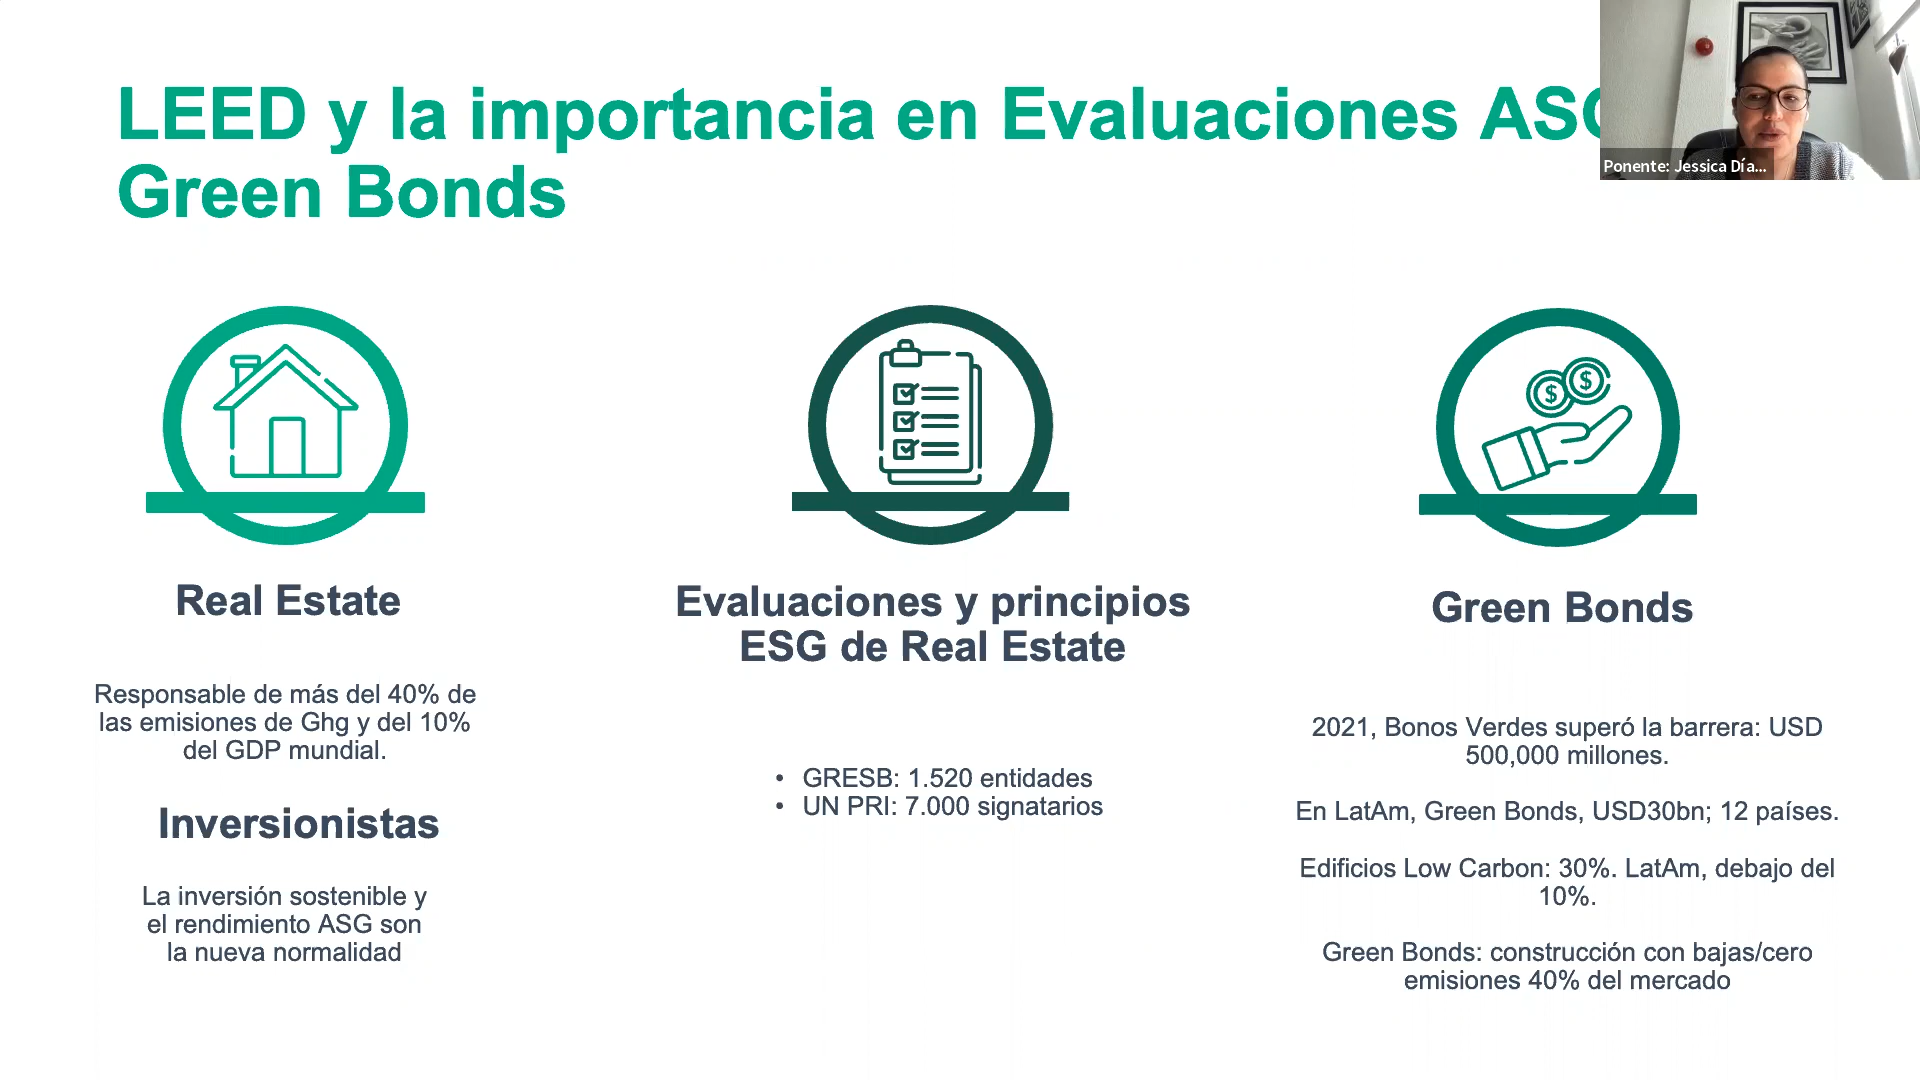 LEED y la importancia en Evaluaciones ASG
Green Bonds
Ponente: Jessica Día...
Real Estate
Responsable de más del 40% de
las emisiones de Ghg y del 10%
del GDP mundial.
Inversionistas
La inversión sostenible y
el rendimiento ASG son
la nueva normalidad
Evaluaciones y principios
ESG de Real Estate
• GRESB: 1.520 entidades
• UN PRI: 7.000 signatarios
$ $
Green Bonds
2021, Bonos Verdes superó la barrera: USD
500,000 millones.
En LatAm, Green Bonds, USD30bn; 12 países.
Edificios Low Carbon: 30%. LatAm, debajo del
10%.
Green Bonds: construcción con bajas/cero
emisiones 40% del mercado